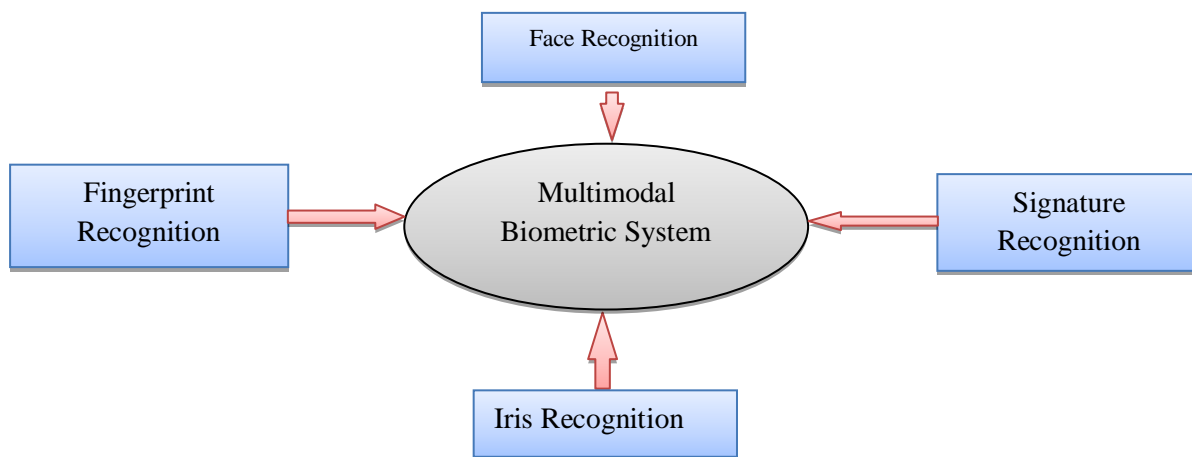 Face Recognition
Fingerprint
Recognition
Multimodal
Biometric System
Signature
Recognition
Iris Recognition